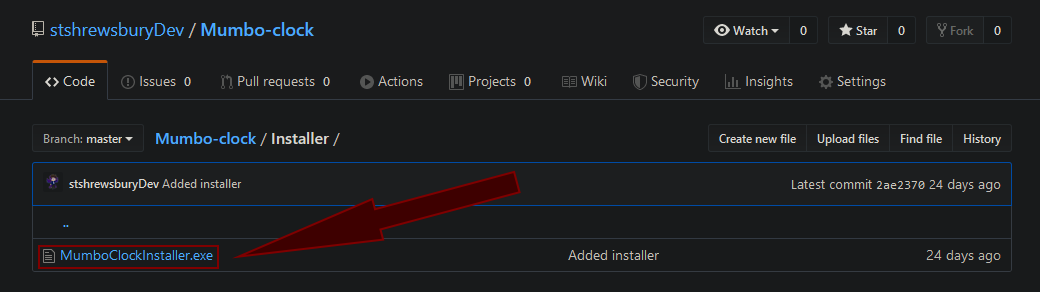 stshrewsburyDev / Mumbo-clock Watch 0 Star 0 Fork 0
Code Issues 0 Pull requests 0 Actions Projects 0 Wiki Security Insights Settings
Branch: master Mumbo-clock / Installer / Create new file Upload files Find file History
stshrewsburyDev Added installer Latest commit 2ae2370 24 days ago
..
MumboClockInstaller.exe Added installer 24 days ago